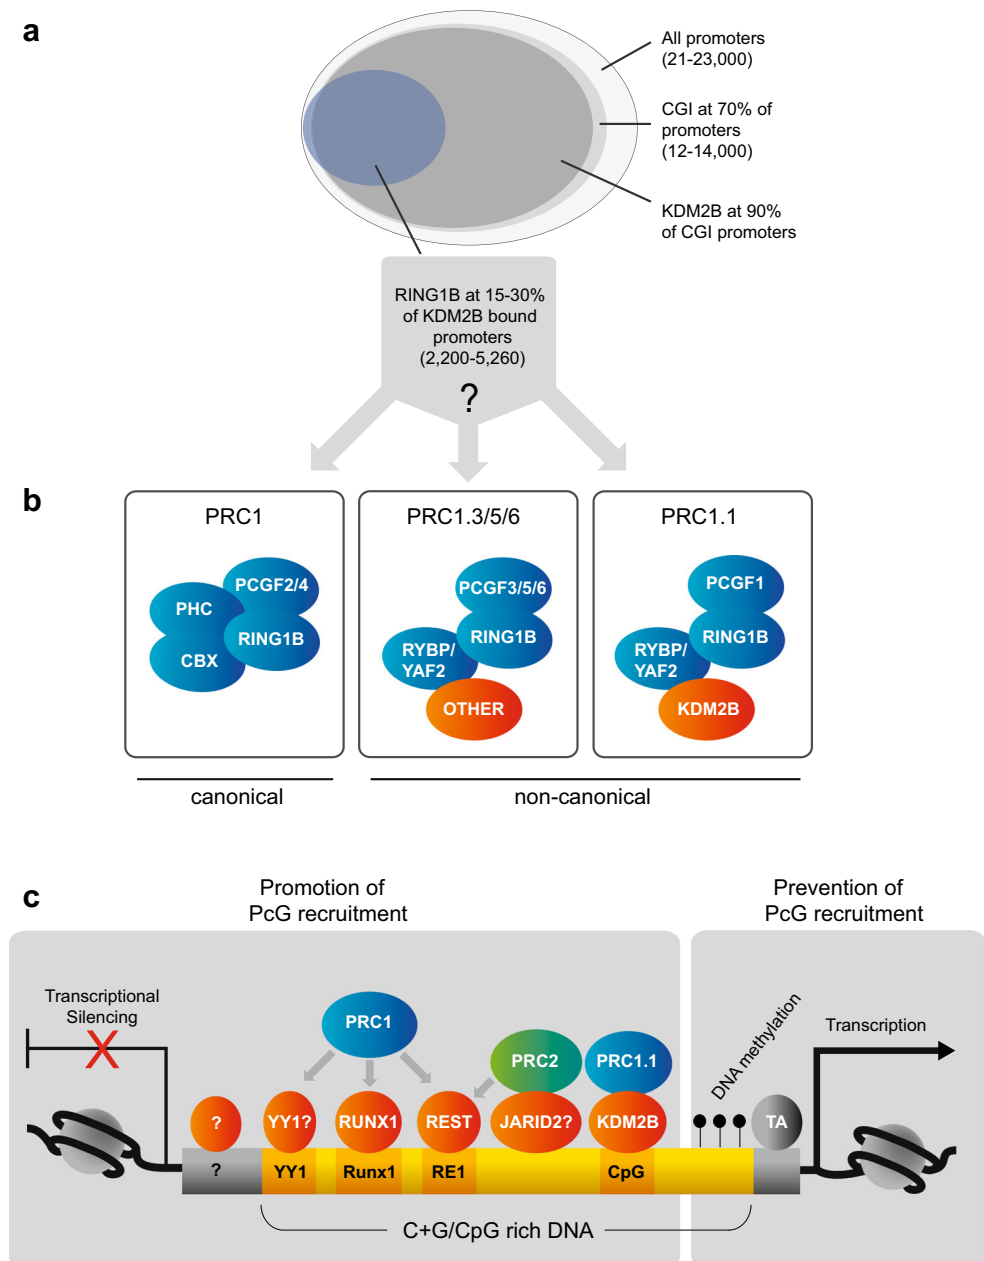 a
All promoters
(21-23,000)
CGI at 70% of
promoters
(12-14,000)
KDM2B at 90%
of CGI promoters
RING1B at 15-30%
of KDM2B bound
promoters
(2,200-5,260)
?
b
PRC1
PHC
PCGF2/4
CBX
RING1B
PRC1.3/5/6
PCGF3/5/6
RING1B
RYBP/
YAF2
OTHER
PRC1.1
PCGF1
RING1B
RYBP/
YAF2
KDM2B
canonical
non-canonical
c
Promotion of
PcG recruitment
Prevention of
PcG recruitment
Transcriptional
Silencing
PRC1
PRC2
PRC1.1
DNA methylation
Transcription
?
YY1?
RUNX1
REST
JARID2?
KDM2B
TA
?
YY1
Runx1
RE1
CpG
C+G/CpG rich DNA